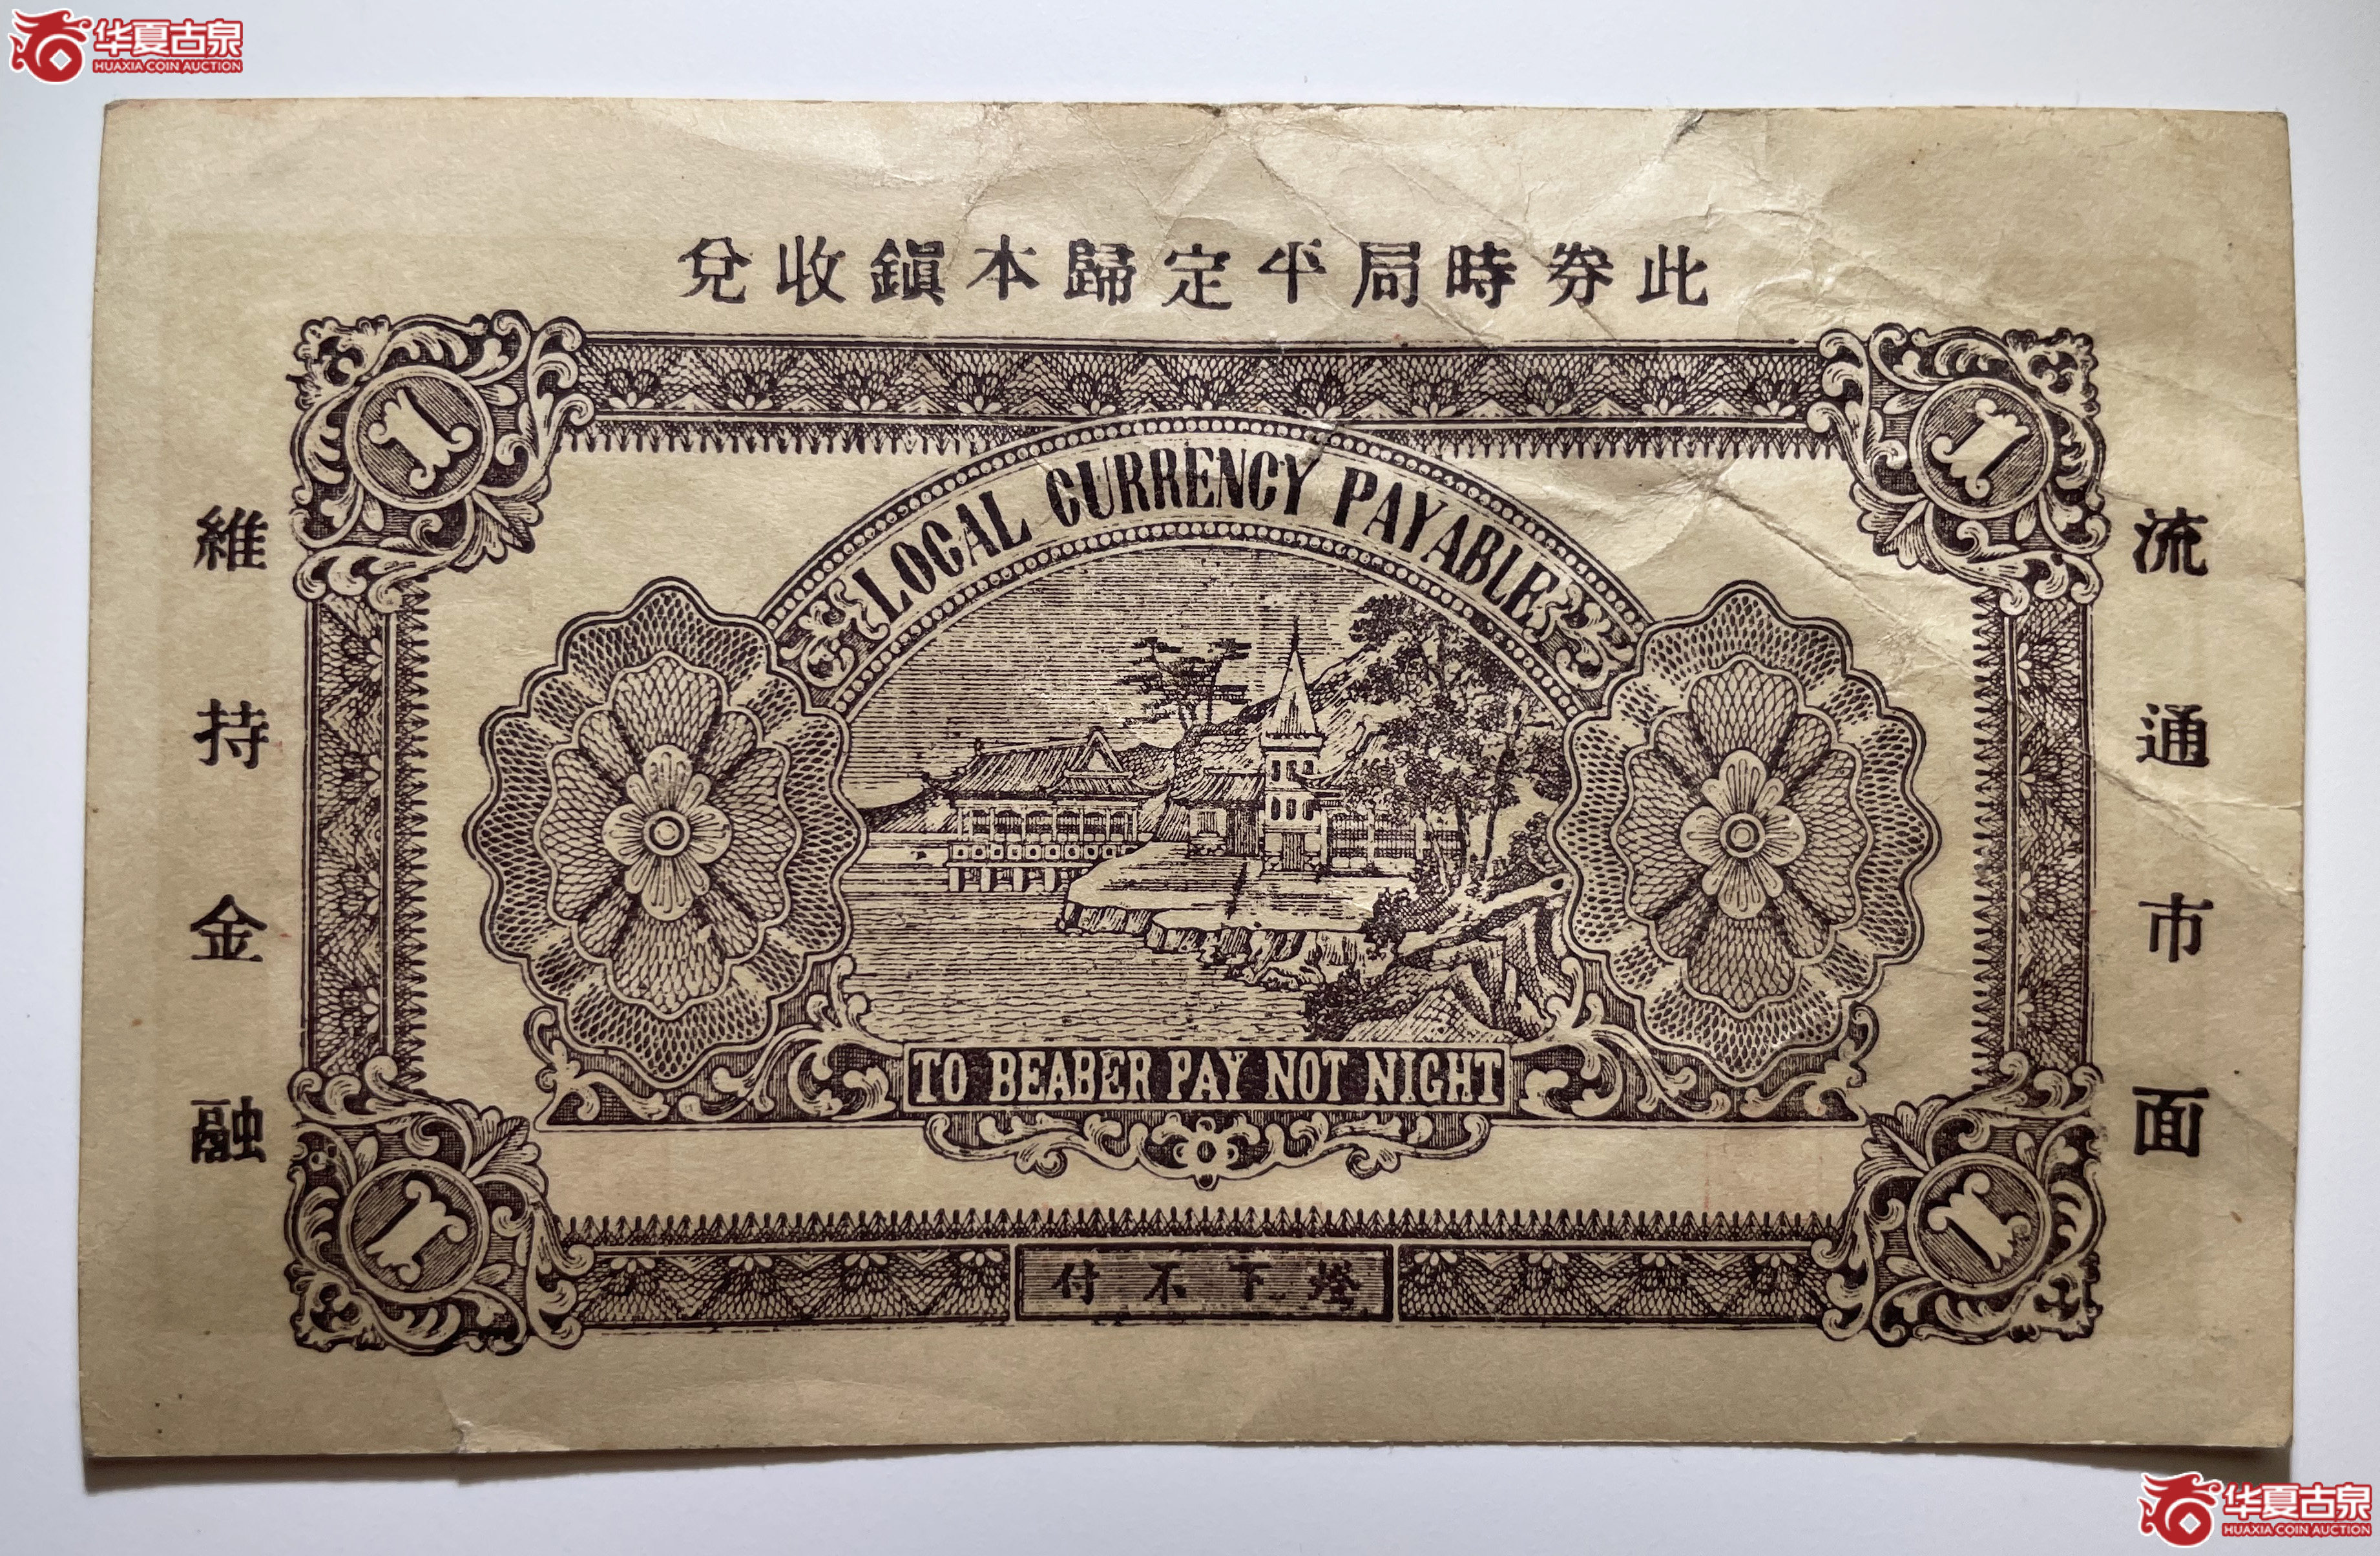 华夏古泉
HUAXIA COIN AUCTION
此券時局平定歸本鎭收兌
流通市面
維持金融
1
1
LOCAL CURRENCY PAYABLE
TO BEABER PAY NOT NIGHT
1
1
燈下不付
华夏古泉
HUAXIA COIN AUCTION